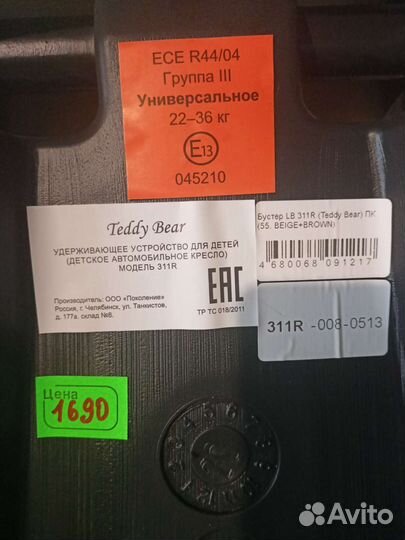 ECE R44/04
Группа III
Универсальное
22–36 кг
E13
045210
Teddy Bear
УДЕРЖИВАЮЩЕЕ УСТРОЙСТВО ДЛЯ ДЕТЕЙ
(ДЕТСКОЕ АВТОМОБИЛЬНОЕ КРЕСЛО)
МОДЕЛЬ 311R
Производитель: ООО «Поколение»
Россия, г. Челябинск, ул. Танкистов,
д. 177а. склад №6.
EAC
ТР ТС 018/2011
Бустер LB 311R (Teddy Bear) ПК
(55, BEIGE+BROWN)
4 680068 091217
311R -008-0513
Цена
1690
Avito